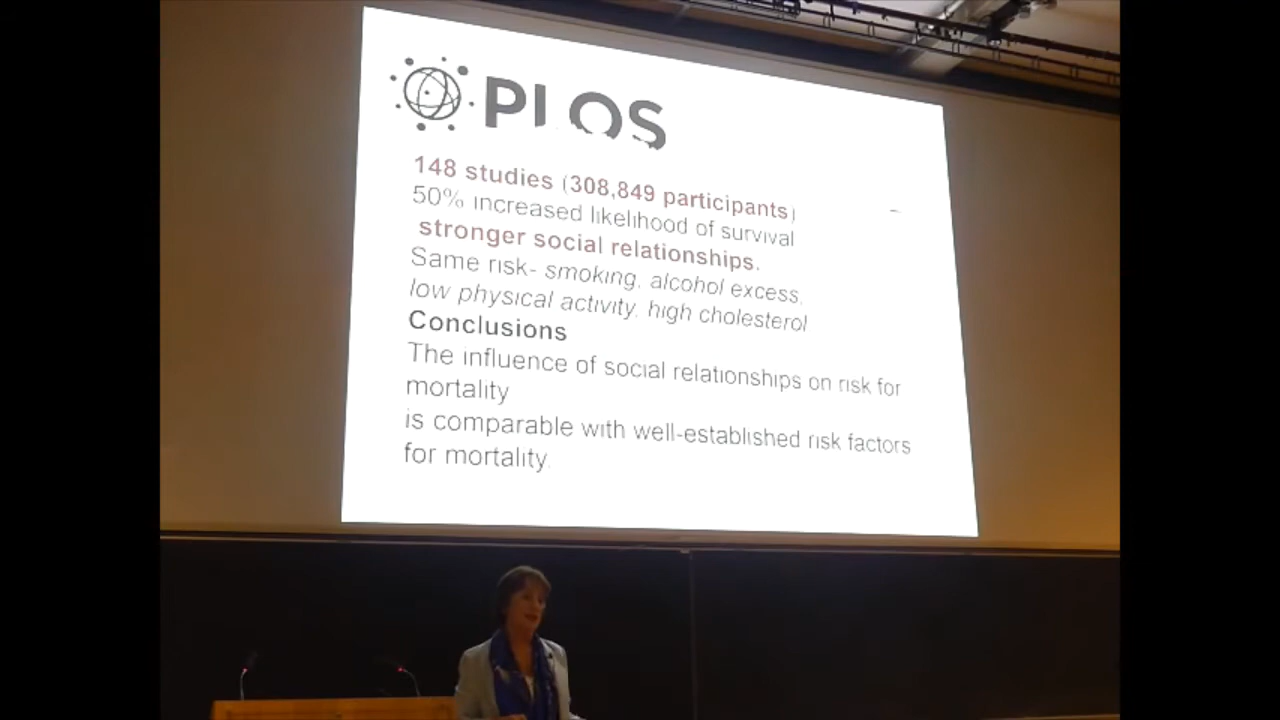 PLOS
148 studies (308,849 participants)
50% increased likelihood of survival
stronger social relationships.
Same risk- smoking, alcohol excess,
low physical activity, high cholesterol
Conclusions
The influence of social relationships on risk for
mortality
is comparable with well-established risk factors
for mortality.